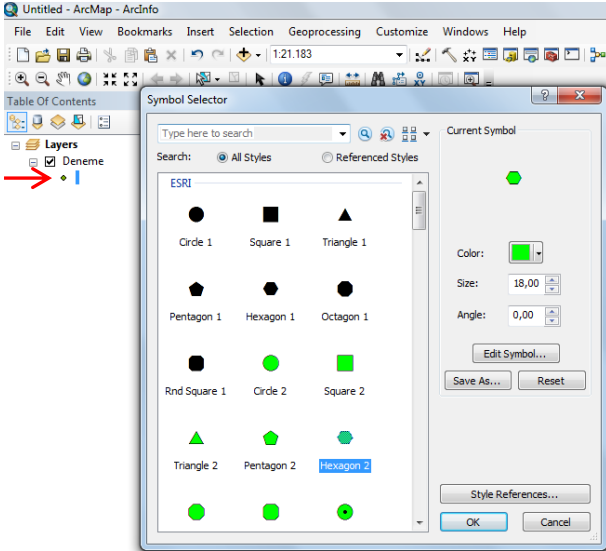 Untitled - ArcMap - ArcInfo
File Edit View Bookmarks Insert Selection Geoprocessing Customize Windows Help
1:21.183
Table Of Contents
Layers
Deneme
Symbol Selector
Type here to search
Search: All Styles Referenced Styles
ESRI
Circle 1 Square 1 Triangle 1
Pentagon 1 Hexagon 1 Octagon 1
Rnd Square 1 Circle 2 Square 2
Triangle 2 Pentagon 2 Hexagon 2
Current Symbol
Color:
Size: 18,00
Angle: 0,00
Edit Symbol...
Save As... Reset
Style References...
OK Cancel